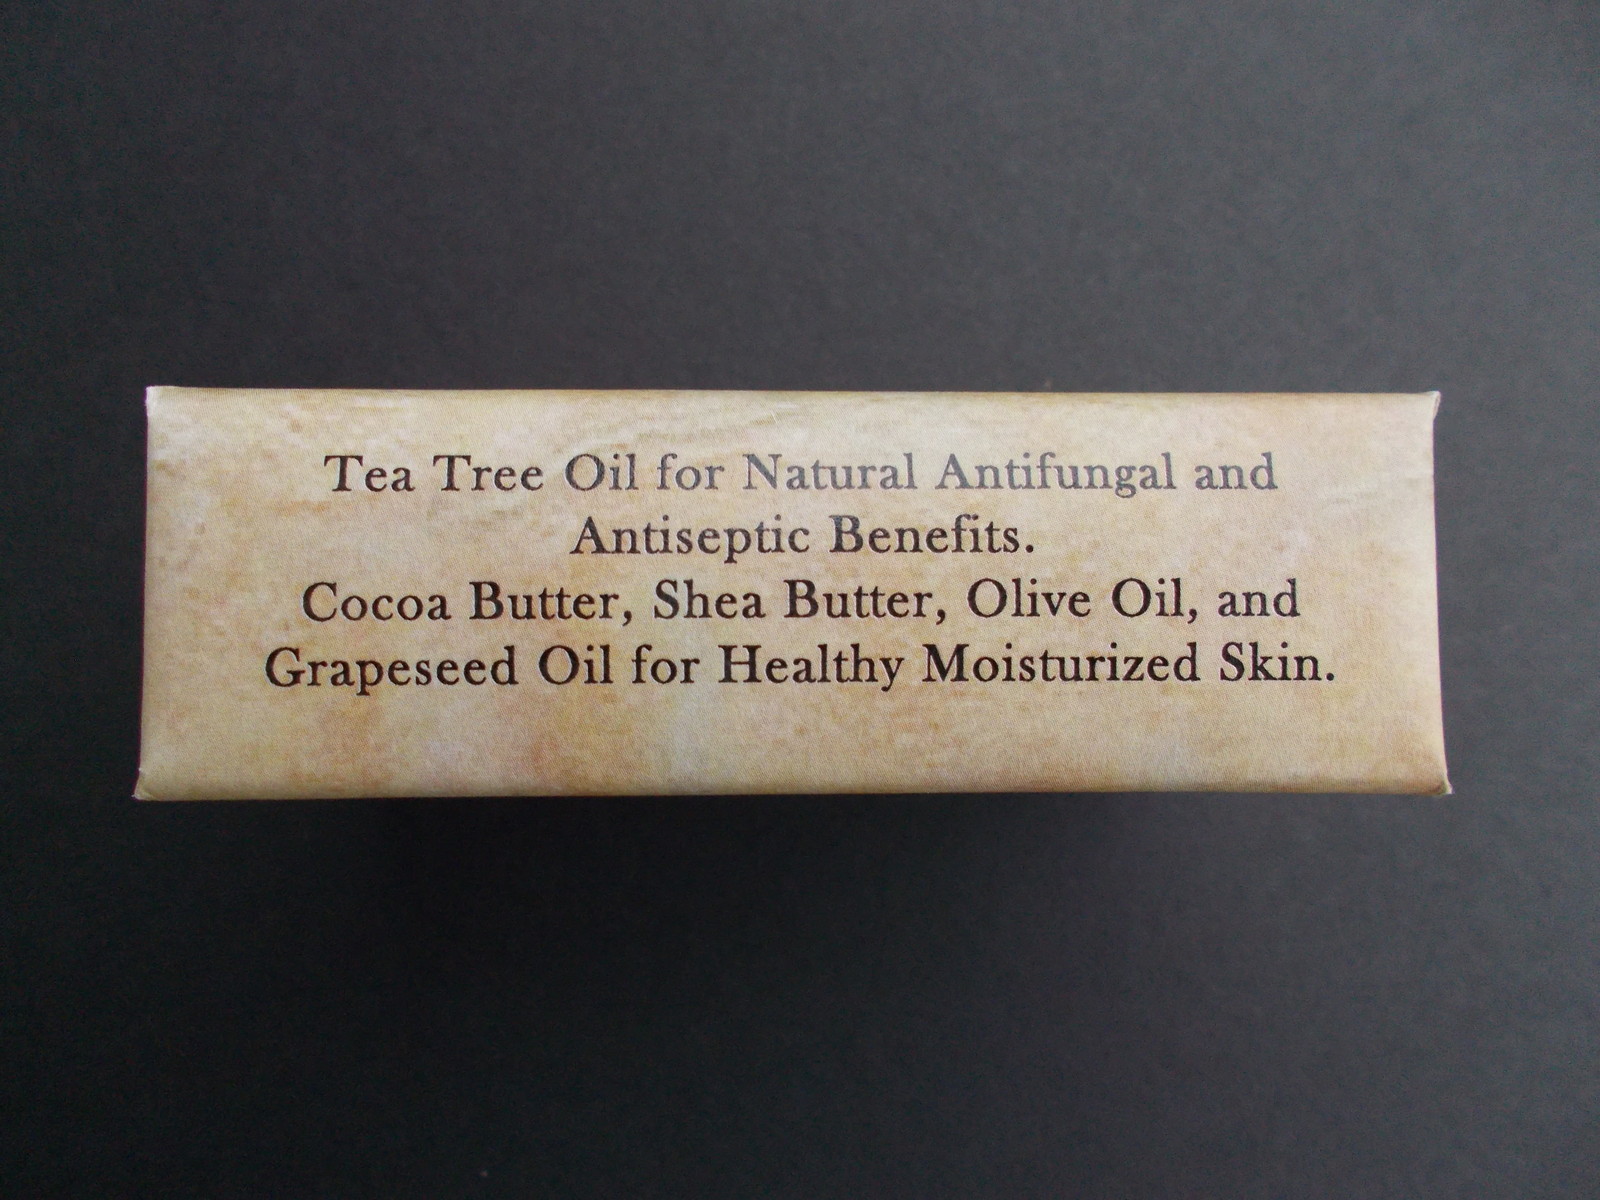 Tea Tree Oil for Natural Antifungal and
Antiseptic Benefits.
Cocoa Butter, Shea Butter, Olive Oil, and
Grapeseed Oil for Healthy Moisturized Skin.